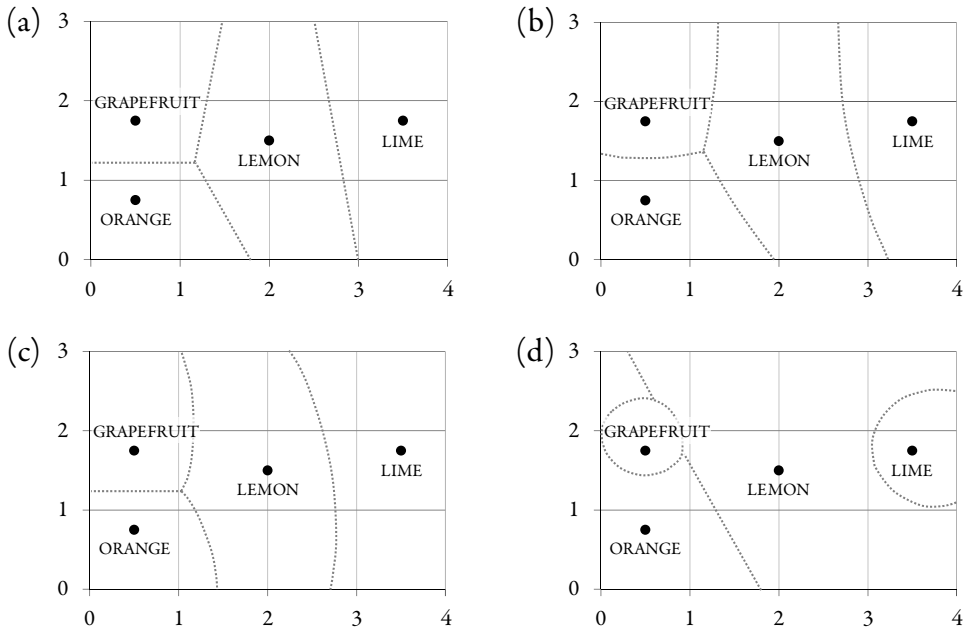 (a)
3
2
1
0
GRAPEFRUIT
LEMON
LIME
ORANGE
0 1 2 3 4
(b)
3
2
1
0
GRAPEFRUIT
LEMON
LIME
ORANGE
0 1 2 3 4
(c)
3
2
1
0
GRAPEFRUIT
LEMON
LIME
ORANGE
0 1 2 3 4
(d)
3
2
1
0
GRAPEFRUIT
LEMON
LIME
ORANGE
0 1 2 3 4